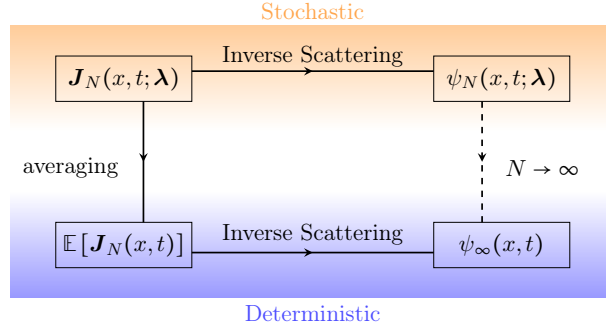 Stochastic
Inverse Scattering
𝑱_N(x, t; 𝝀)
ψ_N(x, t; 𝝀)
averaging
N → ∞
𝔼[𝑱_N(x, t)]
Inverse Scattering
ψ_∞(x, t)
Deterministic